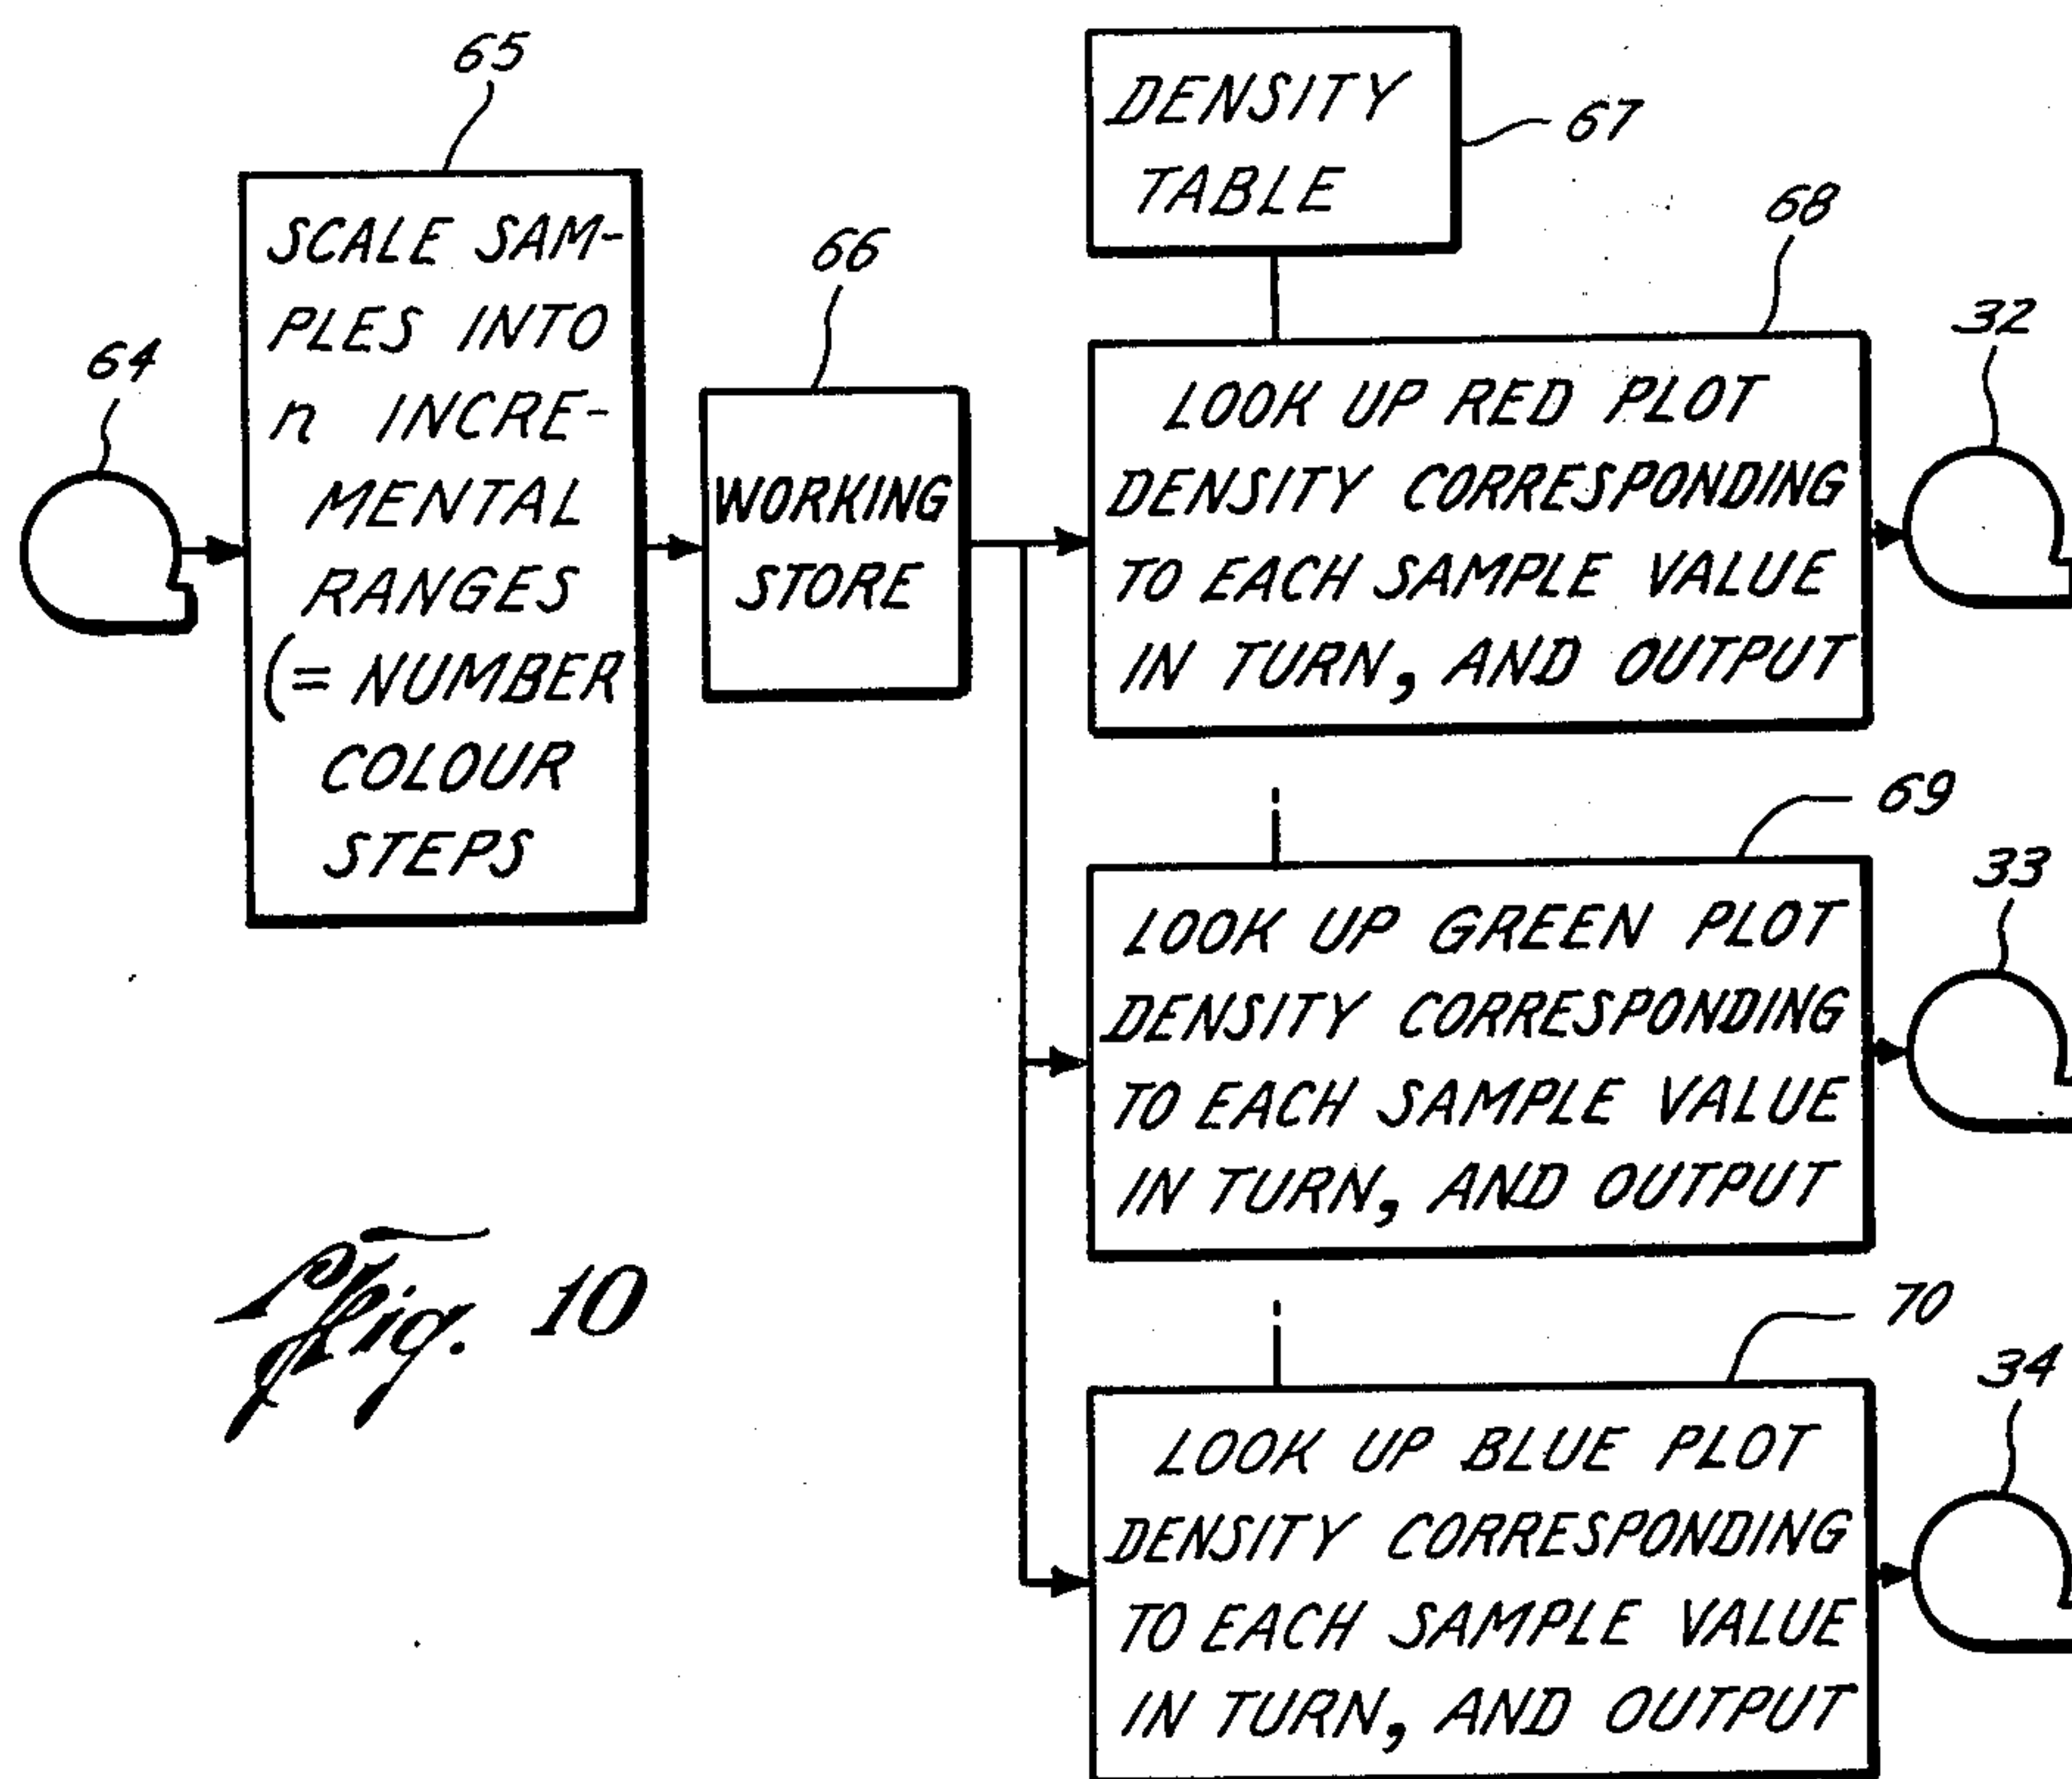 64
65
SCALE SAM-
PLES INTO
n INCRE-
MENTAL
RANGES
(= NUMBER
COLOUR
STEPS
66
WORKING
STORE
DENSITY
TABLE
67
68
LOOK UP RED PLOT
DENSITY CORRESPONDING
TO EACH SAMPLE VALUE
IN TURN, AND OUTPUT
32
69
LOOK UP GREEN PLOT
DENSITY CORRESPONDING
TO EACH SAMPLE VALUE
IN TURN, AND OUTPUT
33
70
LOOK UP BLUE PLOT
DENSITY CORRESPONDING
TO EACH SAMPLE VALUE
IN TURN, AND OUTPUT
34
Fig. 10